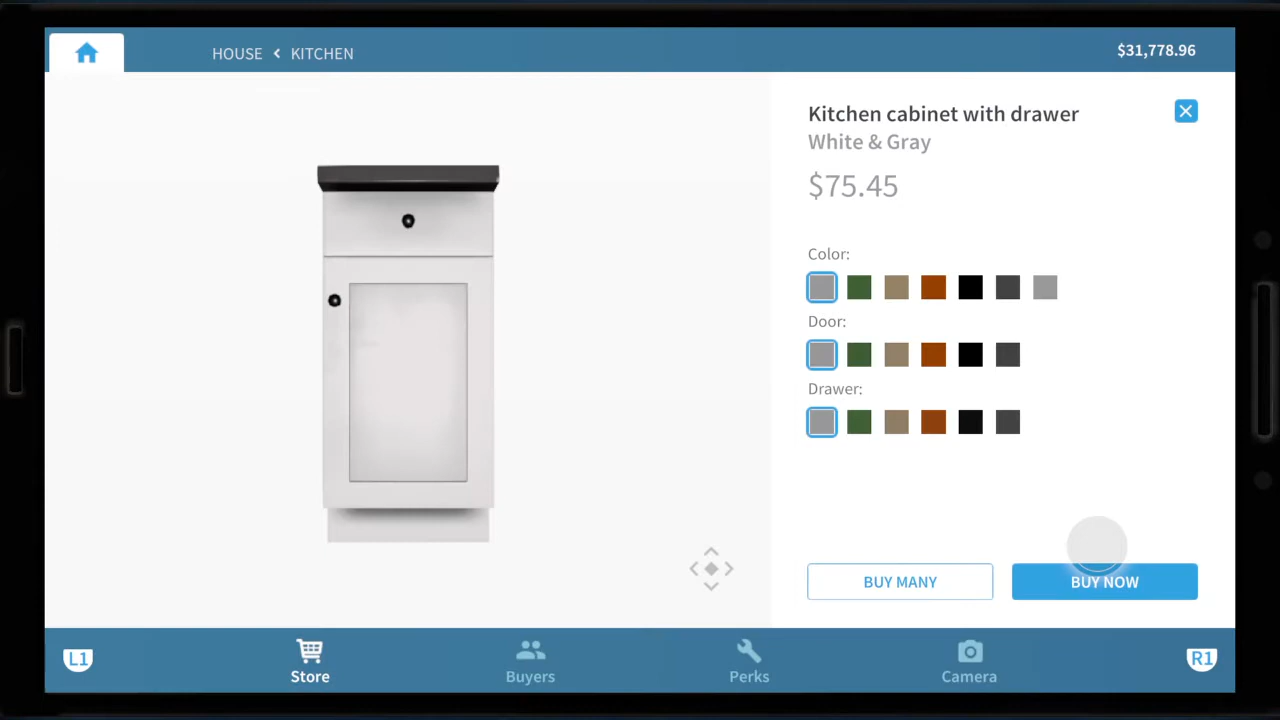 HOUSE KITCHEN
$31,778.96
Kitchen cabinet with drawer
White & Gray
$75.45
Color:
Door:
Drawer:
BUY MANY
BUY NOW
L1
Store
Buyers
Perks
Camera
R1